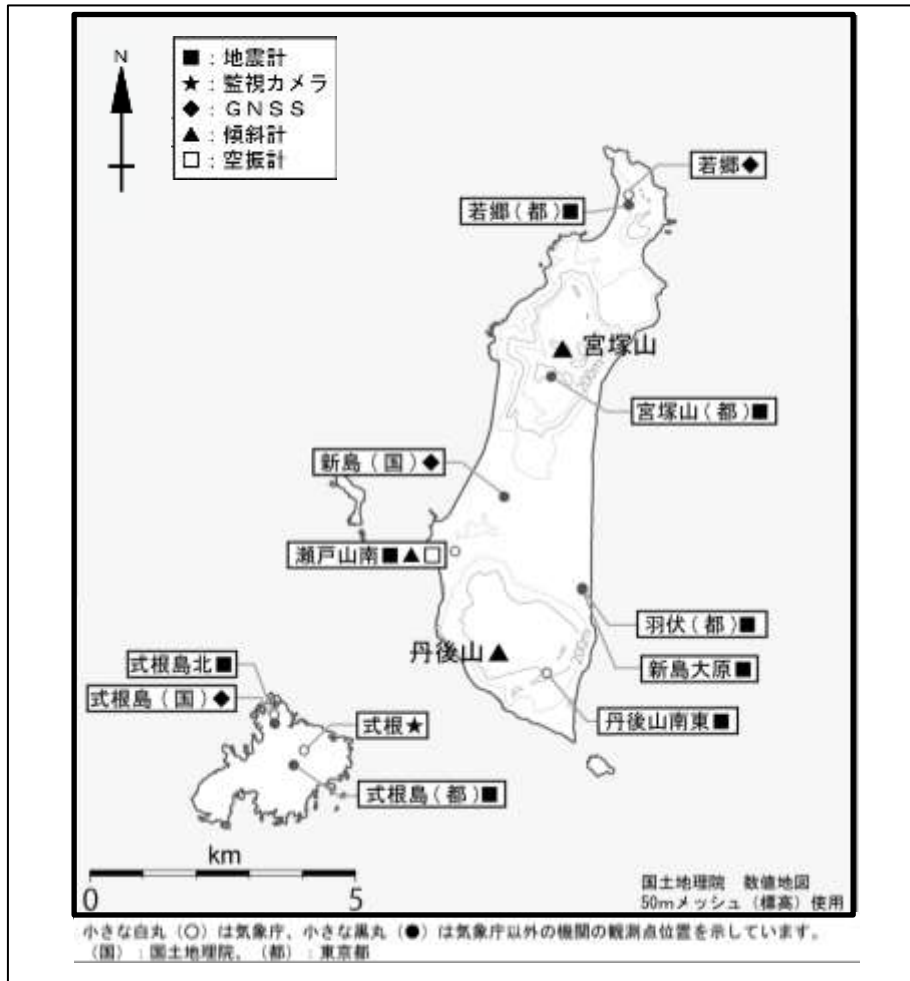 N
■：地震計
★：監視カメラ
◆：ＧＮＳＳ
▲：傾斜計
□：空振計
若郷◆
若郷（都）■
宮塚山
200m
宮塚山（都）■
新島（国）◆
瀬戸山南■▲□
羽伏（都）■
丹後山▲
200m
新島大原■
式根島北■
式根島（国）◆
丹後山南東■
式根★
式根島（都）■
km
0 5
国土地理院　数値地図
50mメッシュ（標高）使用
小さな白丸（○）は気象庁、小さな黒丸（●）は気象庁以外の機関の観測点位置を示しています。
（国）：国土地理院、（都）：東京都